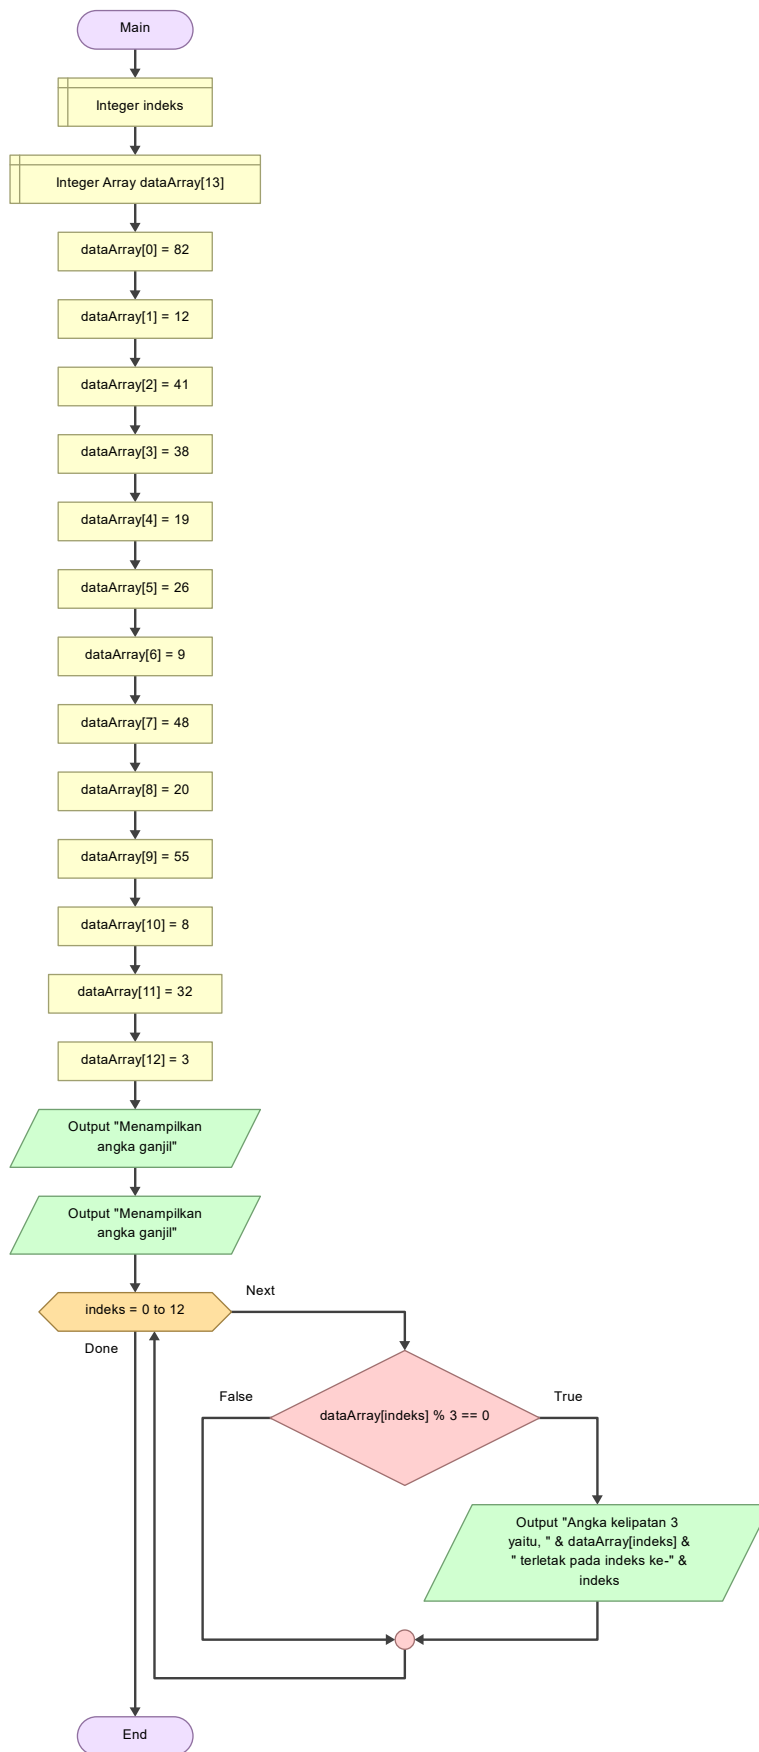 Main
Integer indeks
Integer Array dataArray[13]
dataArray[0] = 82
dataArray[1] = 12
dataArray[2] = 41
dataArray[3] = 38
dataArray[4] = 19
dataArray[5] = 26
dataArray[6] = 9
dataArray[7] = 48
dataArray[8] = 20
dataArray[9] = 55
dataArray[10] = 8
dataArray[11] = 32
dataArray[12] = 3
Output "Menampilkan
angka ganjil"
Output "Menampilkan
angka ganjil"
indeks = 0 to 12
Next
Done
False
dataArray[indeks] % 3 == 0
True
Output "Angka kelipatan 3
yaitu, " & dataArray[indeks] &
" terletak pada indeks ke-" &
indeks
End